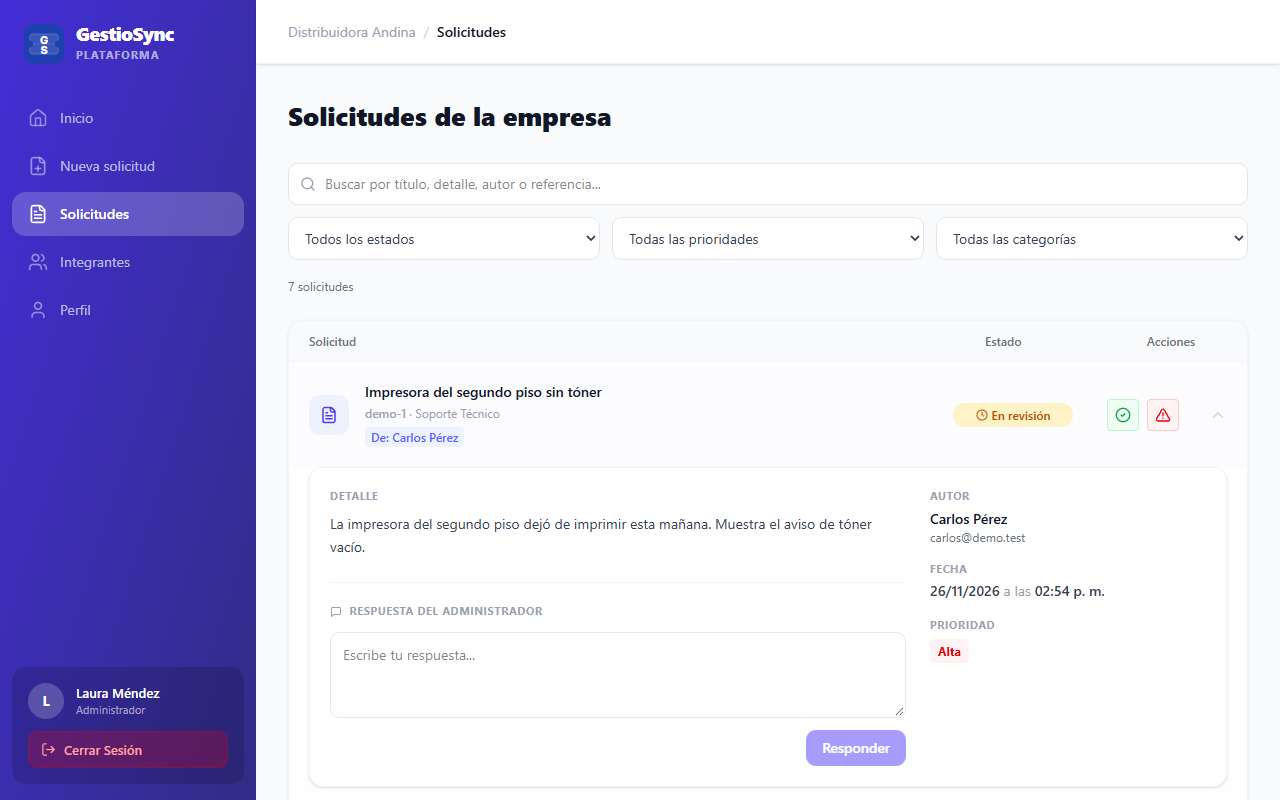 GS
GestioSync
PLATAFORMA
Inicio
Nueva solicitud
Solicitudes
Integrantes
Perfil
L
Laura Méndez
Administrador
Cerrar Sesión
Distribuidora Andina / Solicitudes
Solicitudes de la empresa
Buscar por título, detalle, autor o referencia...
Todos los estados
Todas las prioridades
Todas las categorías
7 solicitudes
Solicitud
Estado
Acciones
Impresora del segundo piso sin tóner
demo-1 · Soporte Técnico
De: Carlos Pérez
En revisión
DETALLE
La impresora del segundo piso dejó de imprimir esta mañana. Muestra el aviso de tóner
vacío.
RESPUESTA DEL ADMINISTRADOR
Escribe tu respuesta...
Responder
AUTOR
Carlos Pérez
carlos@demo.test
FECHA
26/11/2026 a las 02:54 p. m.
PRIORIDAD
Alta